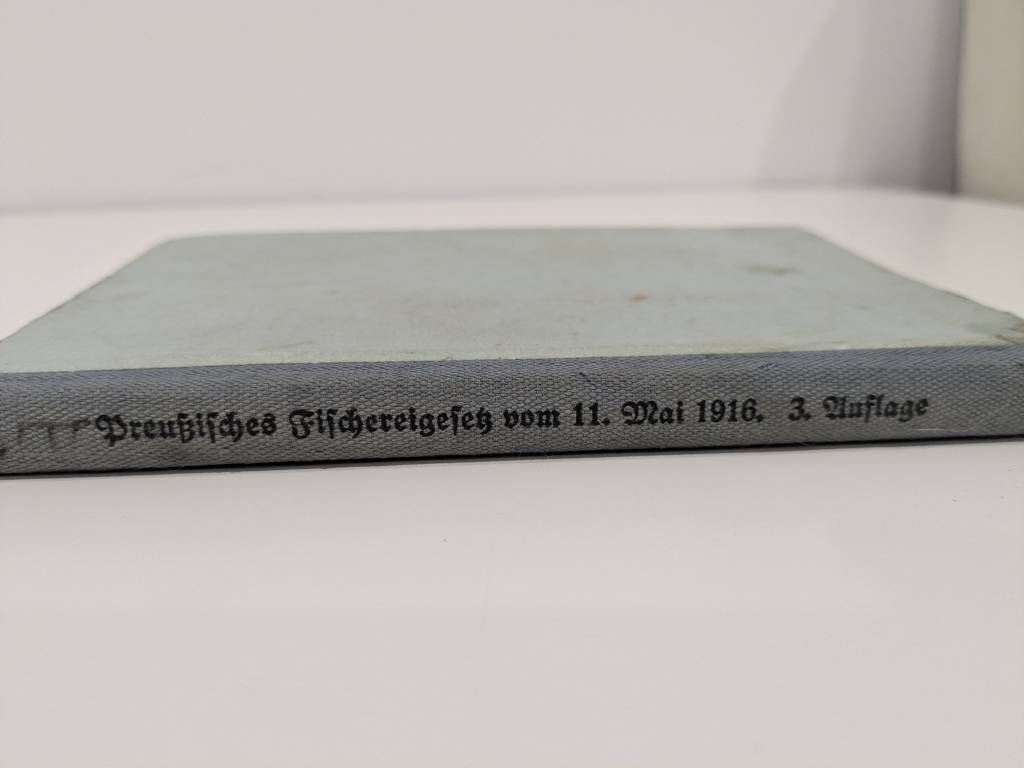 Preußisches Fischereigesetz vom 11. Mai 1916. 3. Auflage